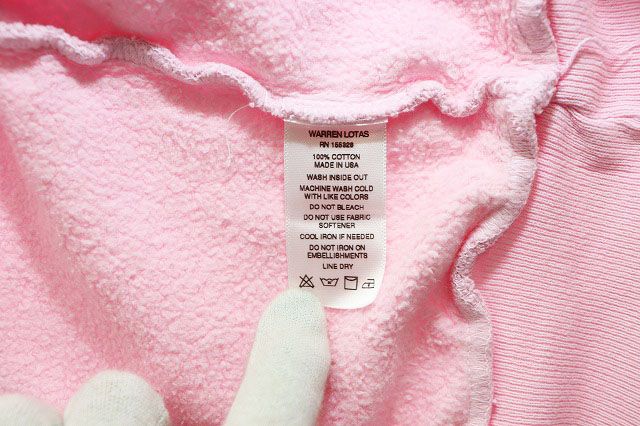 WARREN LOTAS
RN 155328
100% COTTON
MADE IN USA
WASH INSIDE OUT
MACHINE WASH COLD
WITH LIKE COLORS
DO NOT BLEACH
DO NOT USE FABRIC
SOFTENER
COOL IRON IF NEEDED
DO NOT IRON ON
EMBELLISHMENTS
LINE DRY